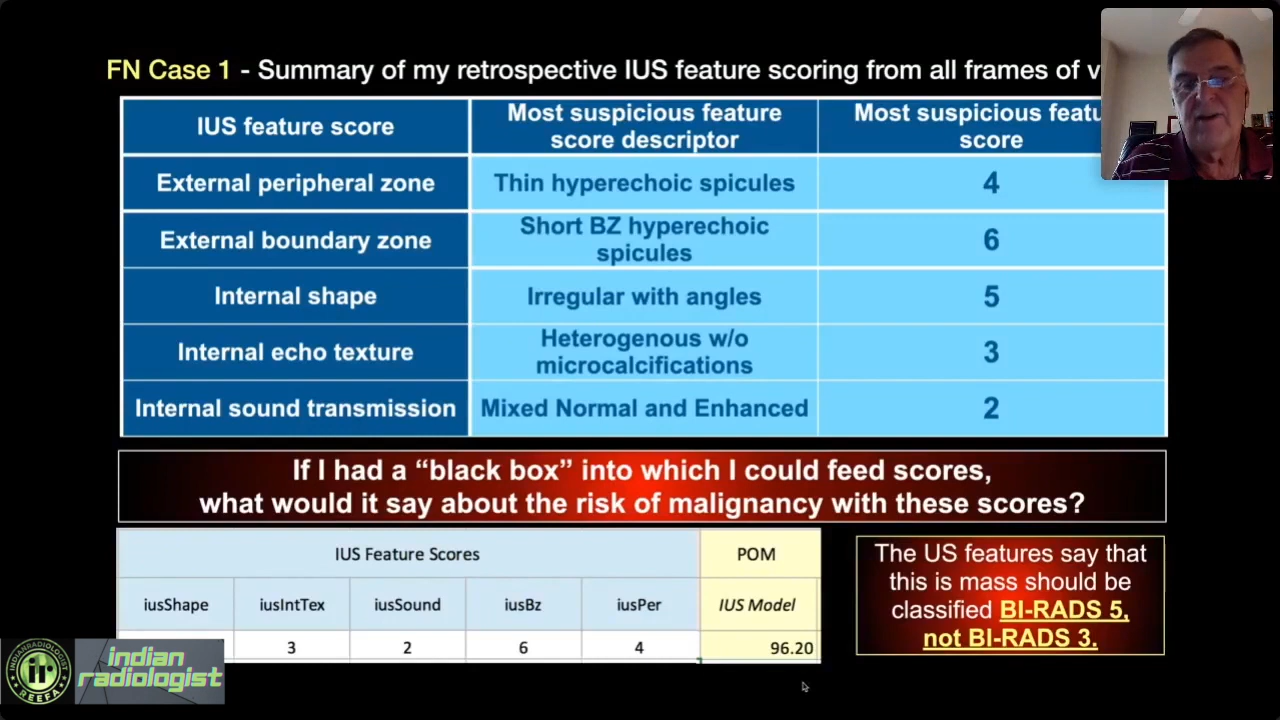 FN Case 1 - Summary of my retrospective IUS feature scoring from all frames of v
IUS feature score
Most suspicious feature
score descriptor
Most suspicious featu
score
External peripheral zone
Thin hyperechoic spicules
4
External boundary zone
Short BZ hyperechoic
spicules
6
Internal shape
Irregular with angles
5
Internal echo texture
Heterogenous w/o
microcalcifications
3
Internal sound transmission
Mixed Normal and Enhanced
2
If I had a “black box” into which I could feed scores,
what would it say about the risk of malignancy with these scores?
IUS Feature Scores
POM
iusShape
iusIntTex
iusSound
iusBz
iusPer
IUS Model
3
2
6
4
96.20
The US features say that
this is mass should be
classified BI-RADS 5,
not BI-RADS 3.
INDIANRADIOLOGIST
ir
REEFA
indian
radiologist